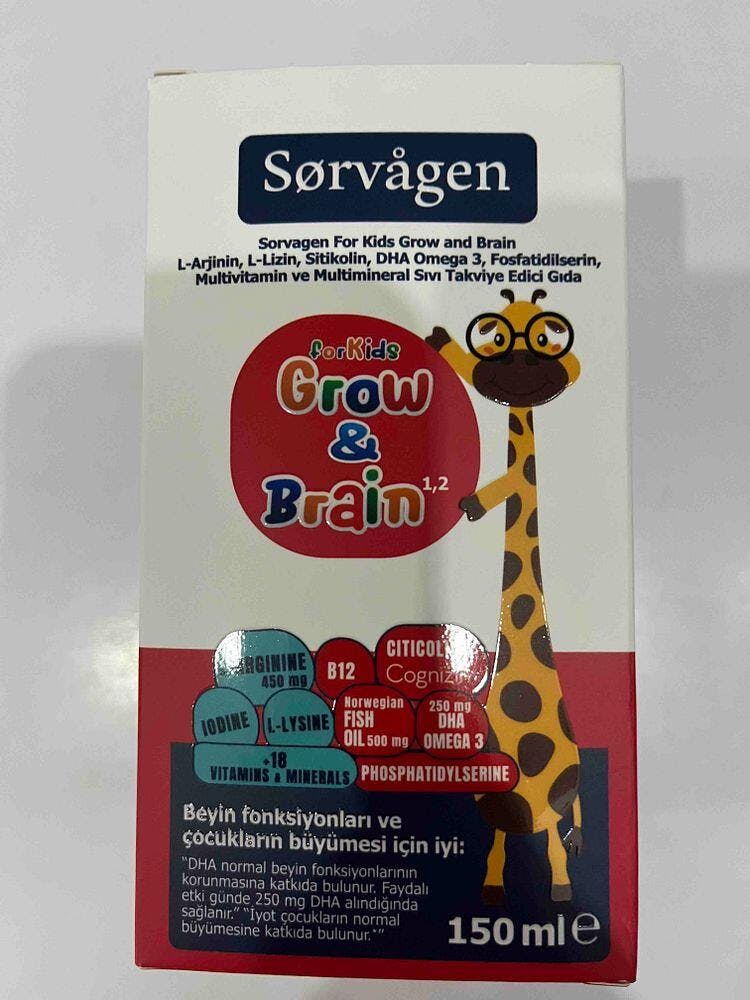 Sørvågen
Sorvagen For Kids Grow and Brain
L-Arjinin, L-Lizin, Sitikolin, DHA Omega 3, Fosfatidilserin,
Multivitamin ve Multimineral Sıvı Takviye Edici Gıda
forKids
Grow
&
Brain 1,2
450 mg
B12
Norwegian
FISH
OIL 500 mg
250 mg
DHA
OMEGA 3
IODINE
L-LYSINE
+18
VITAMINS & MINERALS
PHOSPHATIDYLSERINE
Beyin fonksiyonları ve
çocukların büyümesi için iyi:
"DHA normal beyin fonksiyonlarının
korunmasına katkıda bulunur. Faydalı
etki günde 250 mg DHA alındığında
sağlanır." "İyot çocukların normal
büyümesine katkıda bulunur.*"
150 ml e